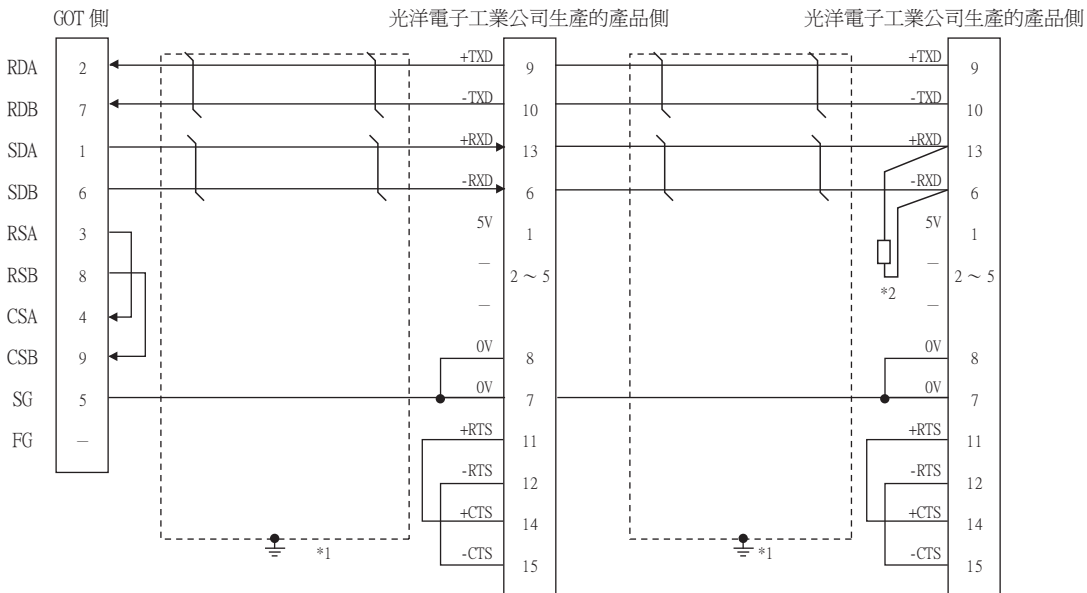 GOT 側 光洋電子工業公司生產的產品側 光洋電子工業公司生產的產品側
RDA 2 +TXD 9 +TXD 9
RDB 7 -TXD 10 -TXD 10
SDA 1 +RXD 13 +RXD 13
SDB 6 -RXD 6 -RXD 6
RSA 3 5V 1 5V 1
RSB 8 – 2～5 – 2～5
*2
CSA 4 – –
CSB 9 0V 8 0V 8
SG 5 0V 7 0V 7
FG – +RTS 11 +RTS 11
-RTS 12 -RTS 12
+CTS 14 +CTS 14
*1 -CTS 15 *1 -CTS 15